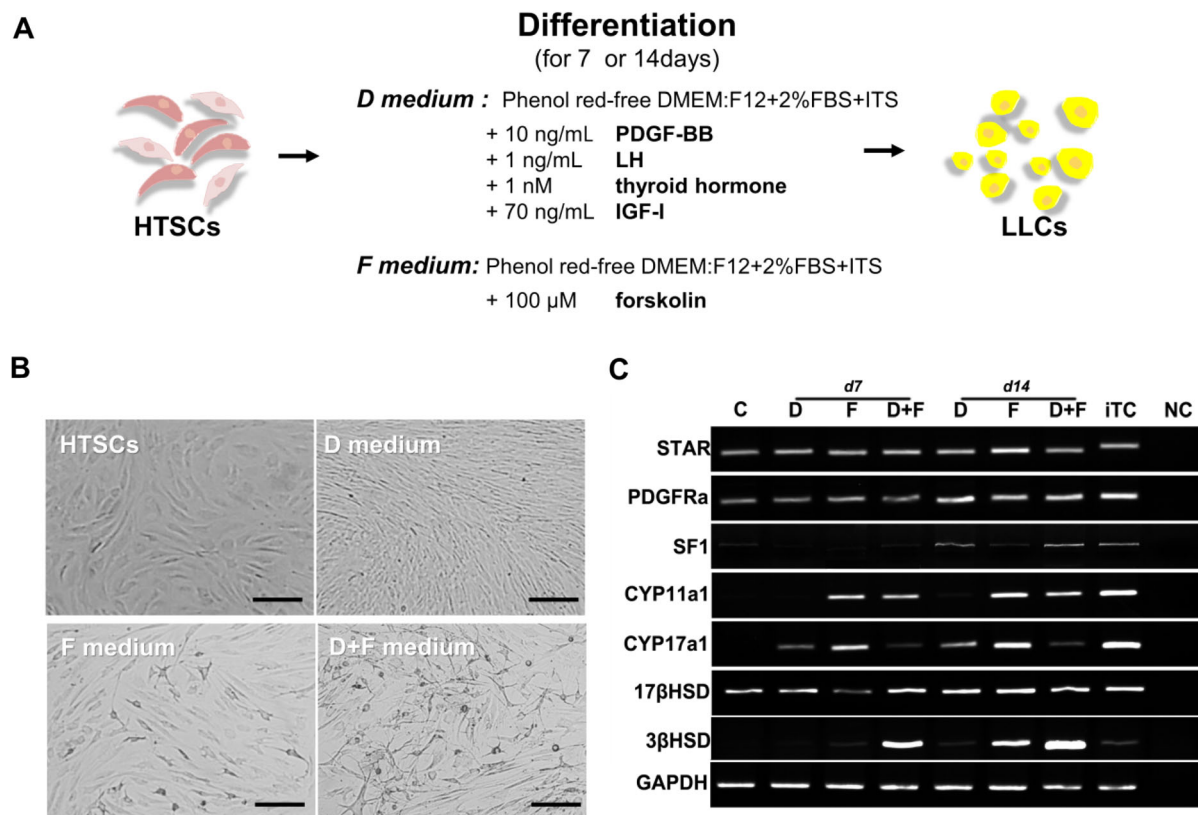 A
Differentiation
(for 7 or 14days)
D medium : Phenol red-free DMEM:F12+2%FBS+ITS
+ 10 ng/mL PDGF-BB
+ 1 ng/mL LH
+ 1 nM thyroid hormone
+ 70 ng/mL IGF-I
HTSCs
LLCs
F medium: Phenol red-free DMEM:F12+2%FBS+ITS
+ 100 µM forskolin
B
HTSCs
D medium
F medium
D+F medium
C
d7 d14
C D F D+F D F D+F iTC NC
STAR
PDGFRa
SF1
CYP11a1
CYP17a1
17βHSD
3βHSD
GAPDH